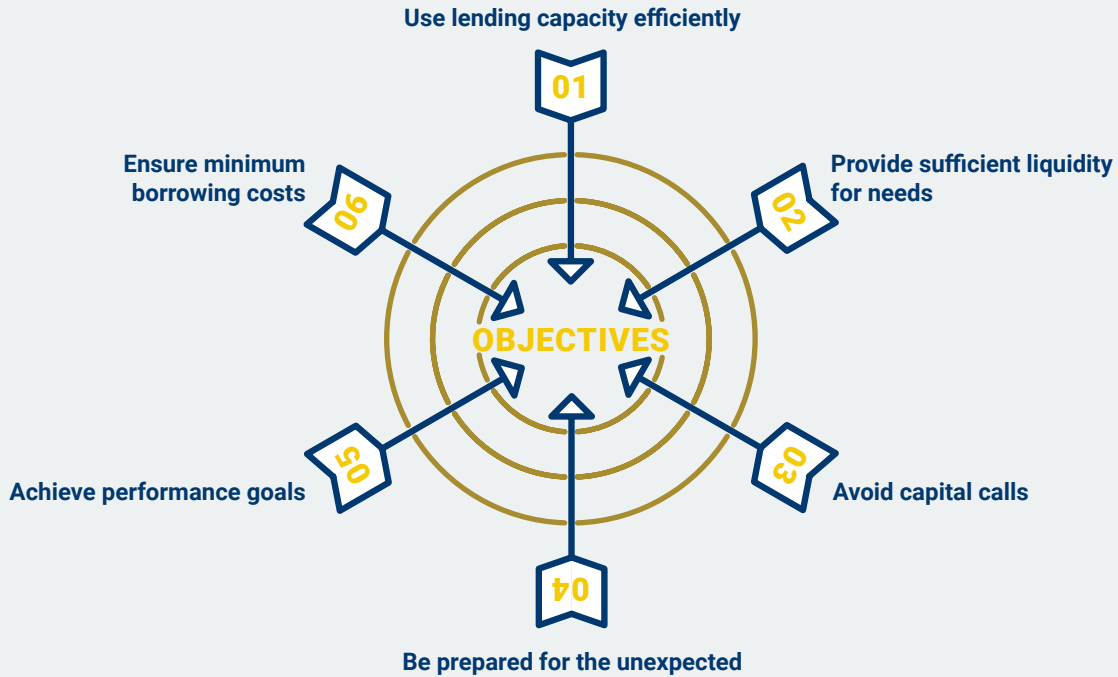 Use lending capacity efficiently
01
Provide sufficient liquidity
for needs
02
Avoid capital calls
03
Be prepared for the unexpected
04
Achieve performance goals
05
Ensure minimum
borrowing costs
06
OBJECTIVES